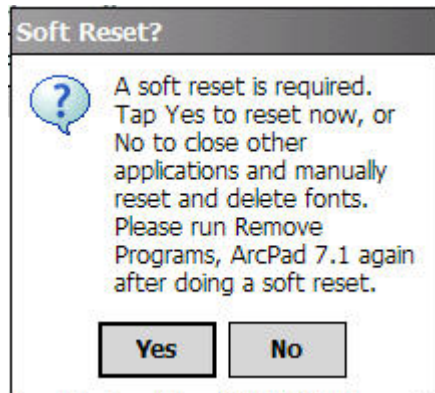 Soft Reset?
A soft reset is required.
Tap Yes to reset now, or
No to close other
applications and manually
reset and delete fonts.
Please run Remove
Programs, ArcPad 7.1 again
after doing a soft reset.
Yes No